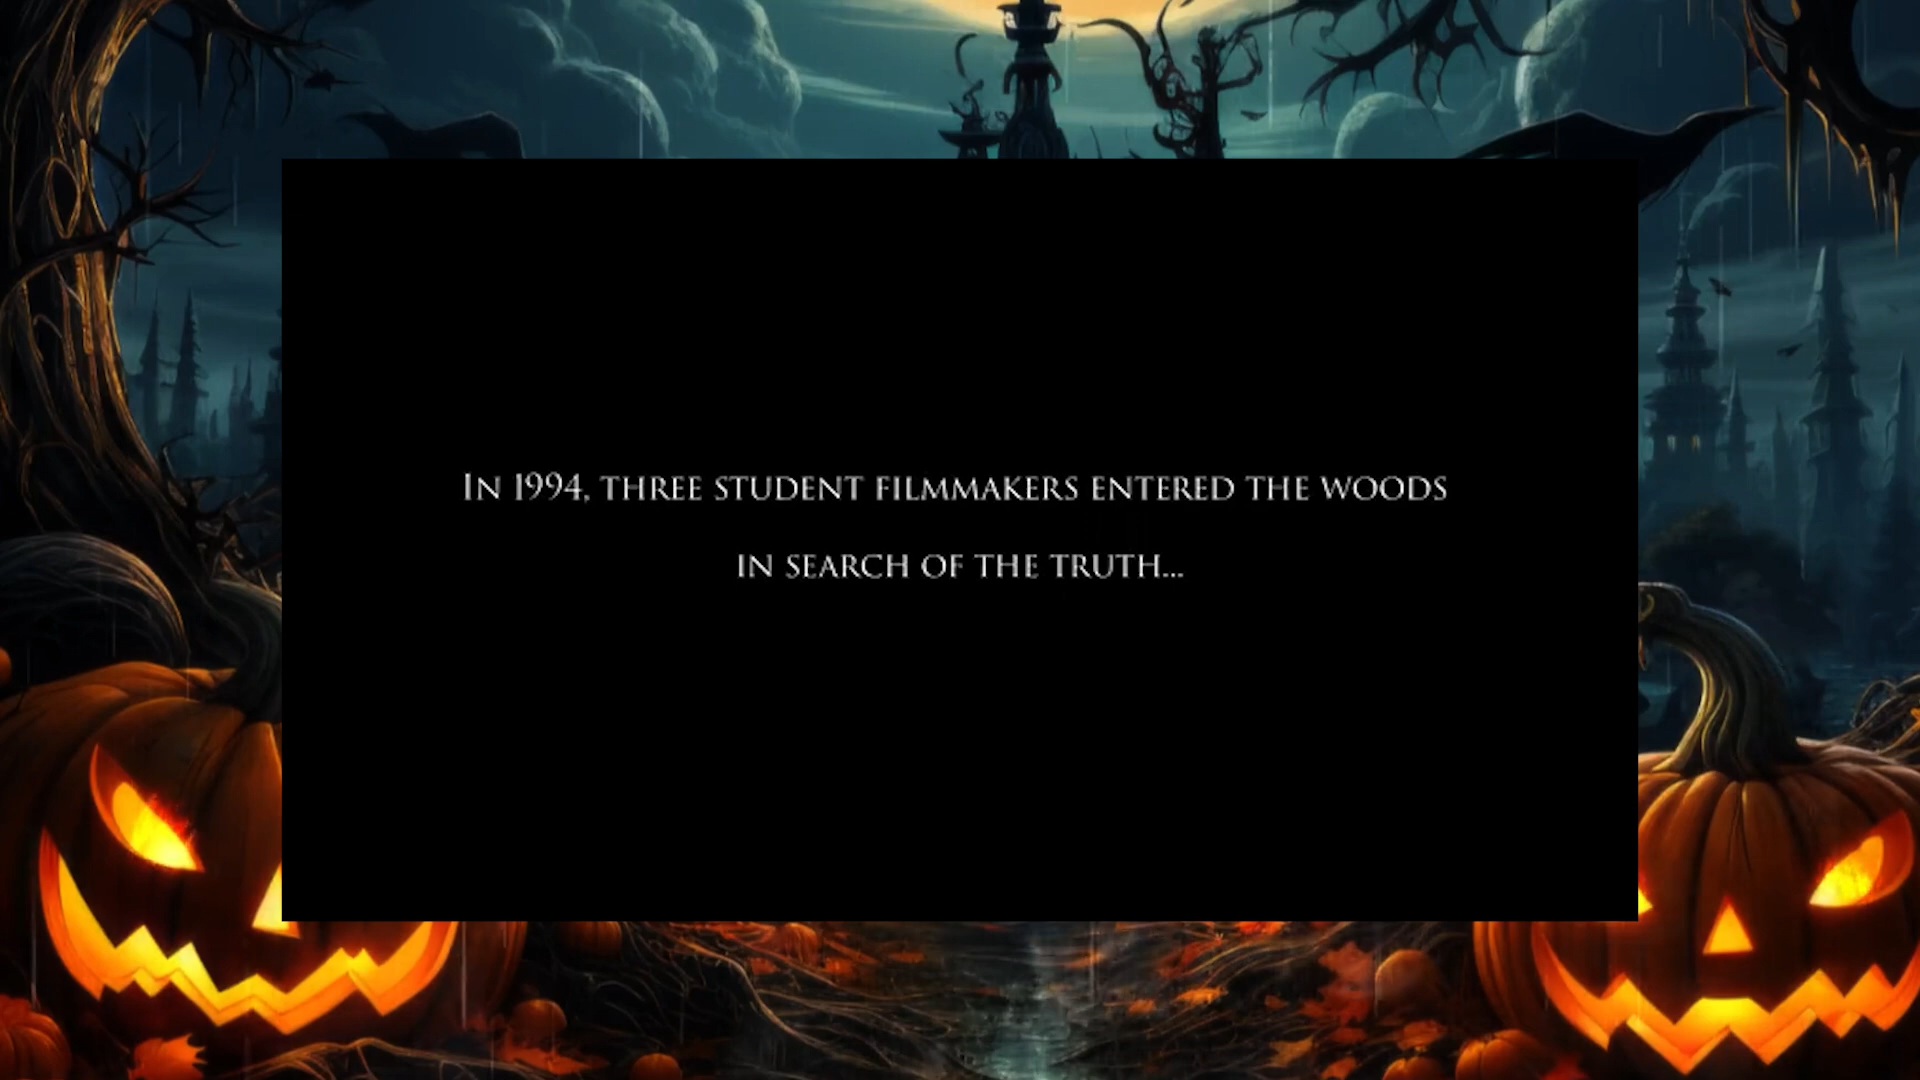 In 1994, three student filmmakers entered the woods
in search of the truth...